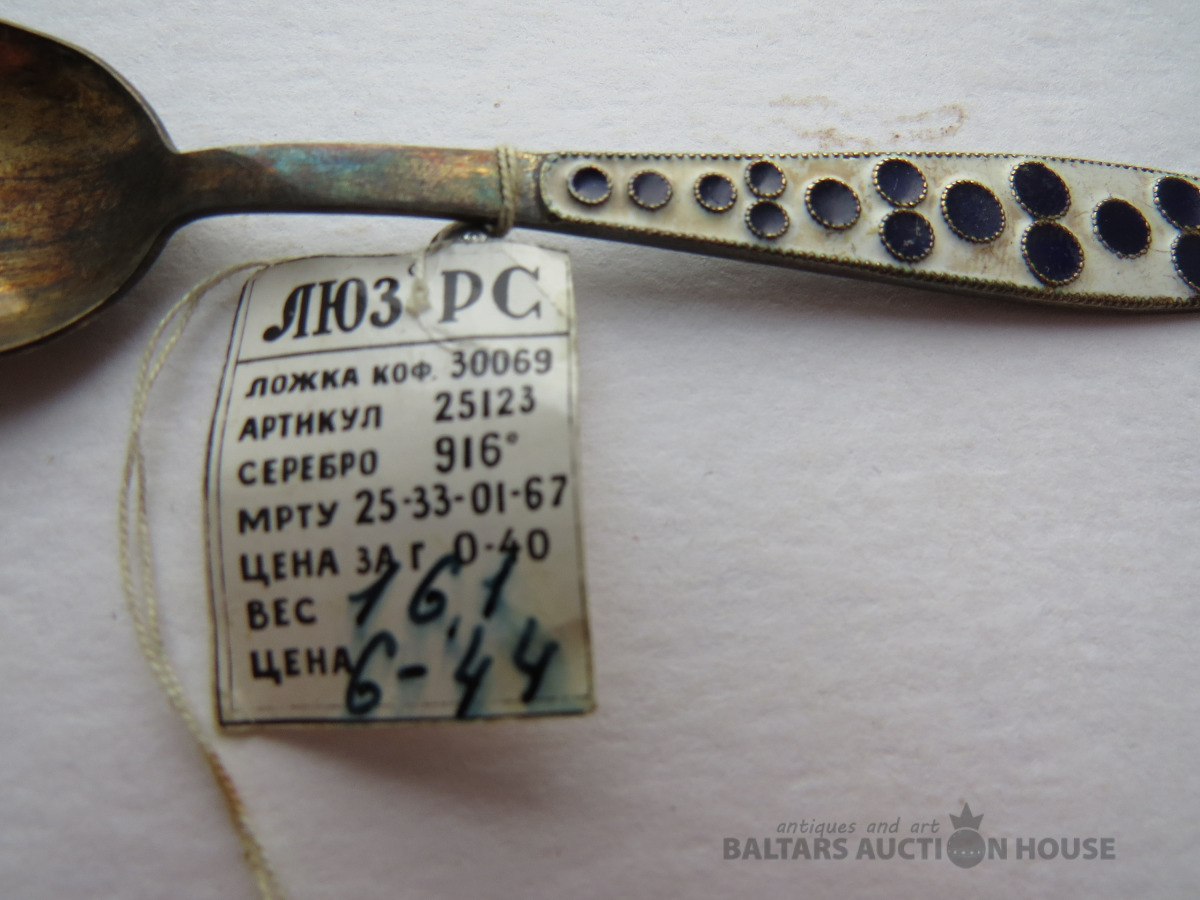 ЛЮЗ РС
ЛОЖКА КОФ. 30069
АРТИКУЛ 25123
СЕРЕБРО 916°
МРТУ 25-33-01-67
ЦЕНА ЗА Г 0-40
ВЕС 16,1
ЦЕНА 6-44
antiques and art
BALTARS AUCTION HOUSE